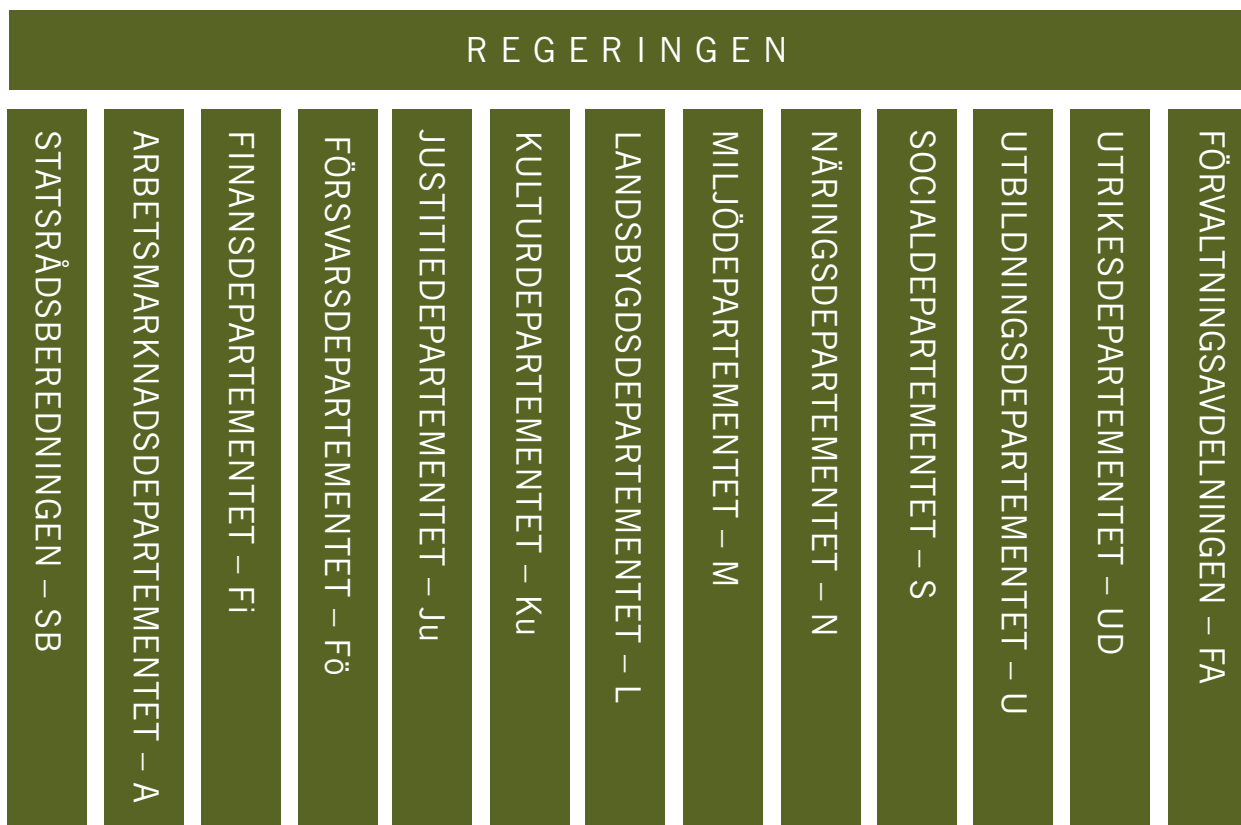 REGERINGEN
STATSRÅDSBEREDNINGEN – SB
ARBETSMARKNADSDEPARTEMENTET – A
FINANSDEPARTEMENTET – Fi
FÖRSVARSDEPARTEMENTET – Fö
JUSTITIEDEPARTEMENTET – Ju
KULTURDEPARTEMENTET – Ku
LANDSBYGDSDEPARTEMENTET – L
MILJÖDEPARTEMENTET – M
NÄRINGSDEPARTEMENTET – N
SOCIALDEPARTEMENTET – S
UTBILDNINGSDEPARTEMENTET – U
UTRIKESDEPARTEMENTET – UD
FÖRVALTNINGSAVDELNINGEN – FA